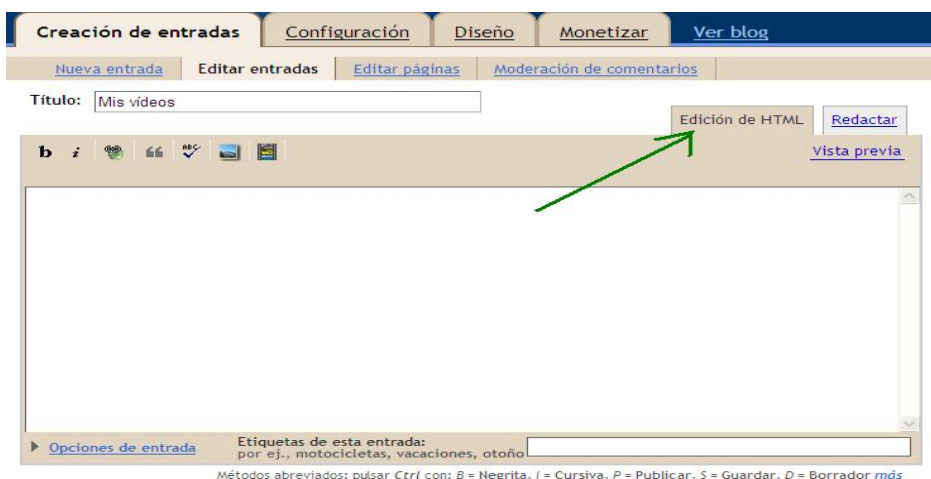 Creación de entradas Configuración Diseño Monetizar Ver blog
Nueva entrada Editar entradas Editar páginas Moderación de comentarios
Título: Mis vídeos
Edición de HTML Redactar
b i ABC Vista previa
Opciones de entrada Etiquetas de esta entrada:
por ej., motocicletas, vacaciones, otoño
Métodos abreviados: pulsar Ctrl con: B = Negrita, I = Cursiva, P = Publicar, S = Guardar, D = Borrador más